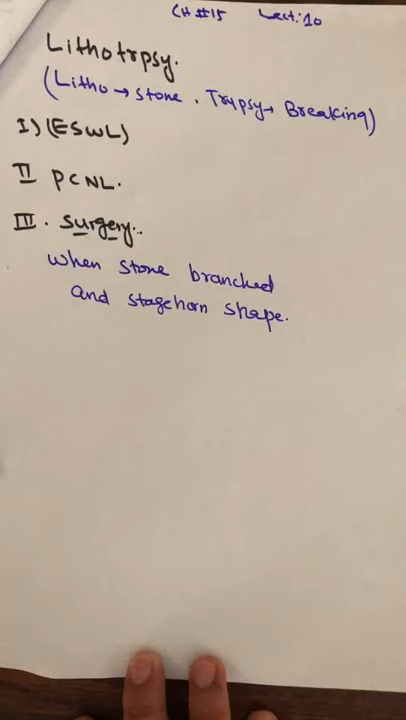 CH #15 Lect:10
Lithotrpsy.
(Litho → stone . Trypsy → Breaking)
I) (ESWL)
II PCNL.
III. surgery..
when stone branched
and staghorn shape.